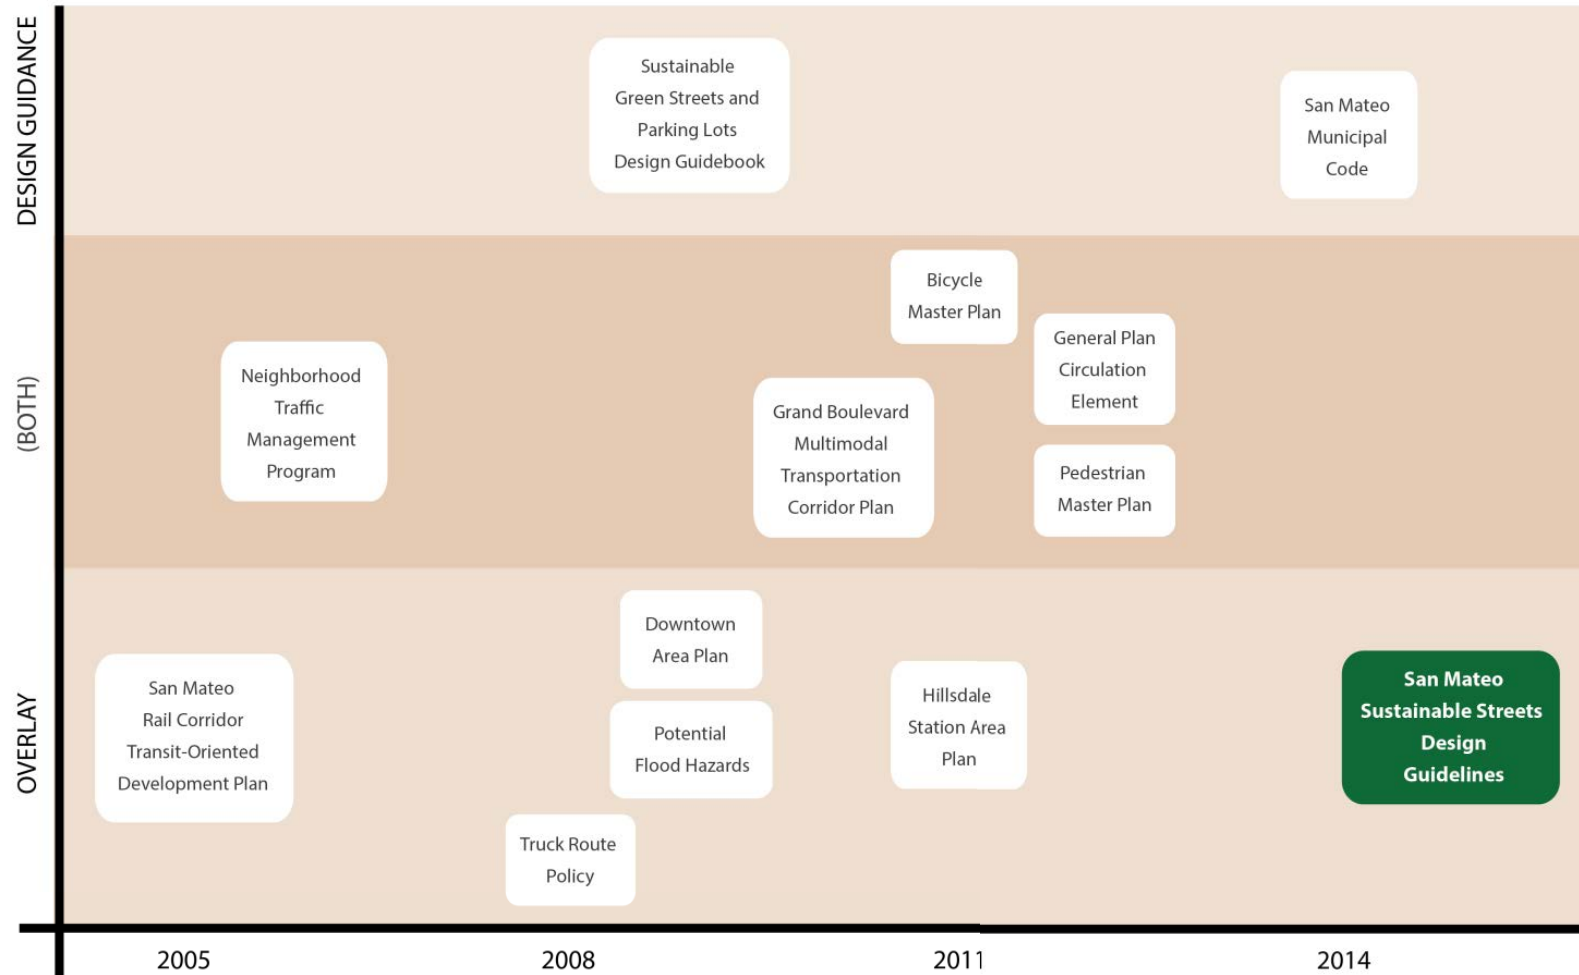 DESIGN GUIDANCE
Sustainable
Green Streets and
Parking Lots
Design Guidebook
San Mateo
Municipal
Code
(BOTH)
Neighborhood
Traffic
Management
Program
Grand Boulevard
Multimodal
Transportation
Corridor Plan
Bicycle
Master Plan
General Plan
Circulation
Element
Pedestrian
Master Plan
OVERLAY
San Mateo
Rail Corridor
Transit-Oriented
Development Plan
Truck Route
Policy
Downtown
Area Plan
Potential
Flood Hazards
Hillsdale
Station Area
Plan
San Mateo
Sustainable Streets
Design
Guidelines
2005
2008
2011
2014